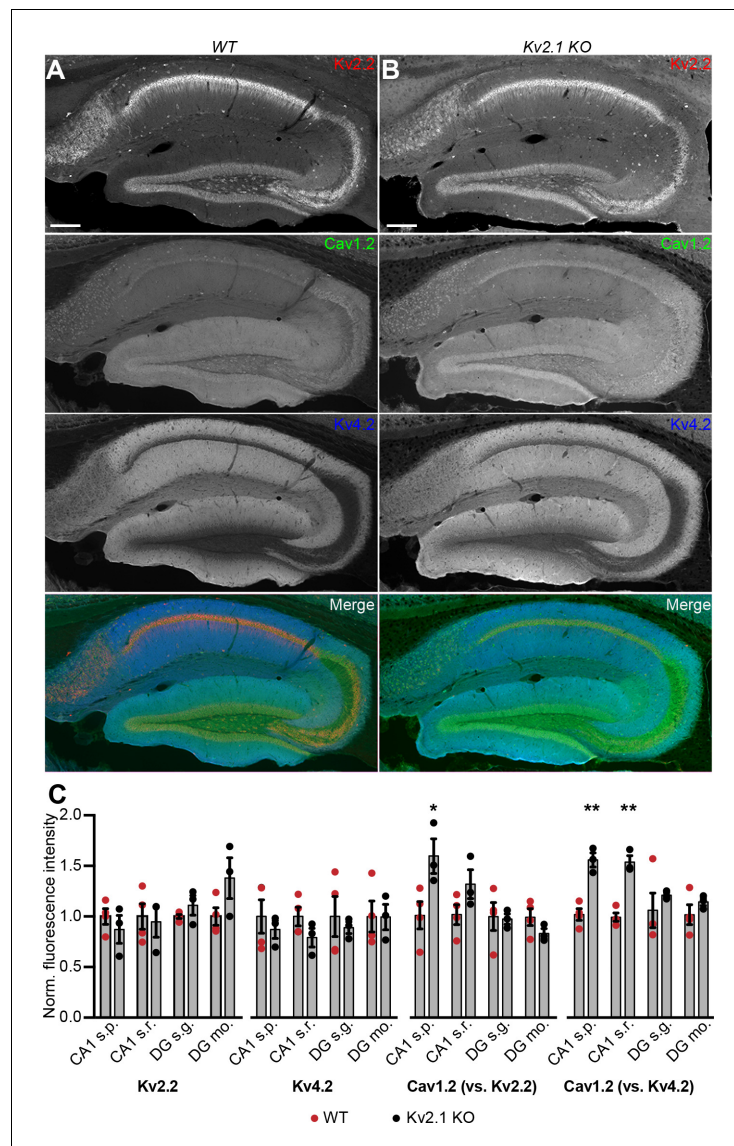 WT
Kv2.1 KO
A
Kv2.2
B
Kv2.2
Cav1.2
Cav1.2
Kv4.2
Kv4.2
Merge
Merge
C
Norm. fluorescence intensity
2.0
1.5
1.0
0.5
0.0
*
**
**
CA1 s.p.
CA1 s.r.
DG s.g.
DG mo.
CA1 s.p.
CA1 s.r.
DG s.g.
DG mo.
CA1 s.p.
CA1 s.r.
DG s.g.
DG mo.
CA1 s.p.
CA1 s.r.
DG s.g.
DG mo.
Kv2.2
Kv4.2
Cav1.2 (vs. Kv2.2)
Cav1.2 (vs. Kv4.2)
WT
Kv2.1 KO